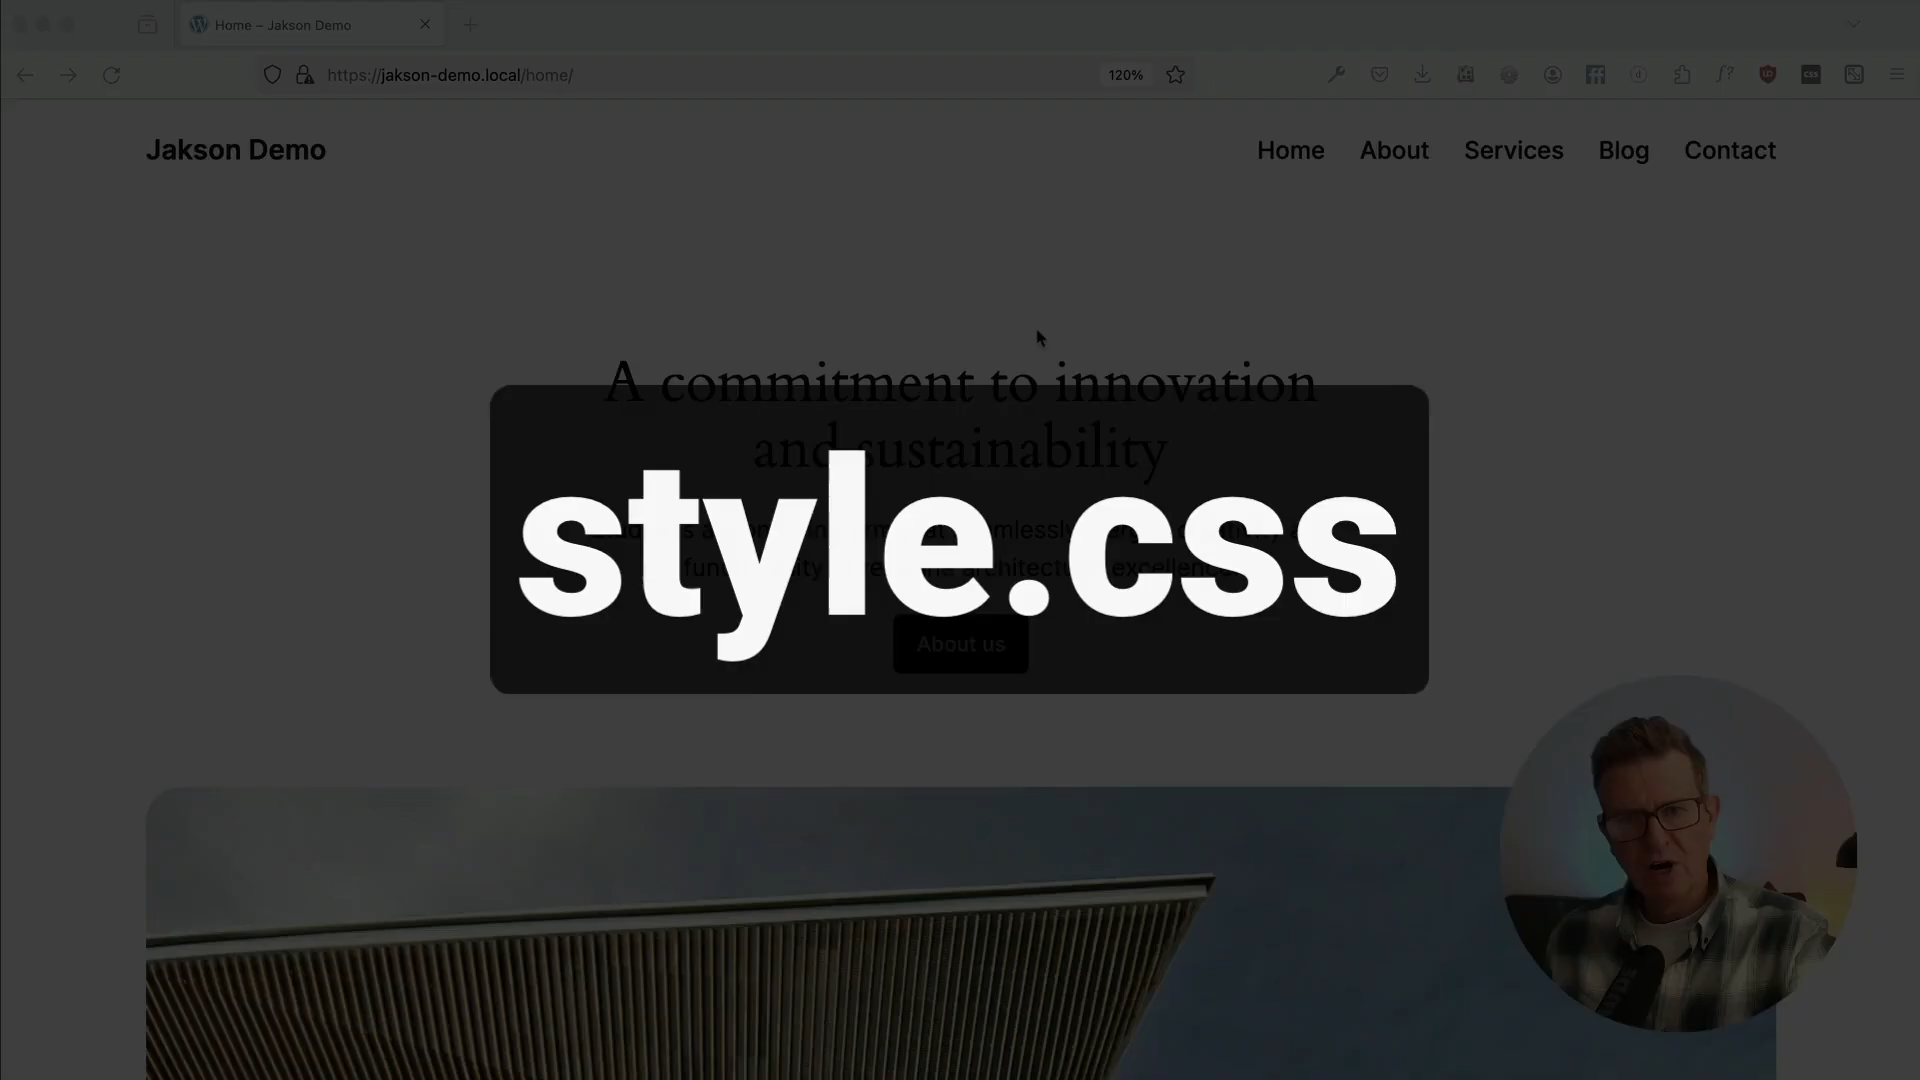 Home – Jakson Demo
https://jakson-demo.local/home/
120%
Jakson Demo
Home
About
Services
Blog
Contact
A commitment to innovation
and sustainability
style.css
About us